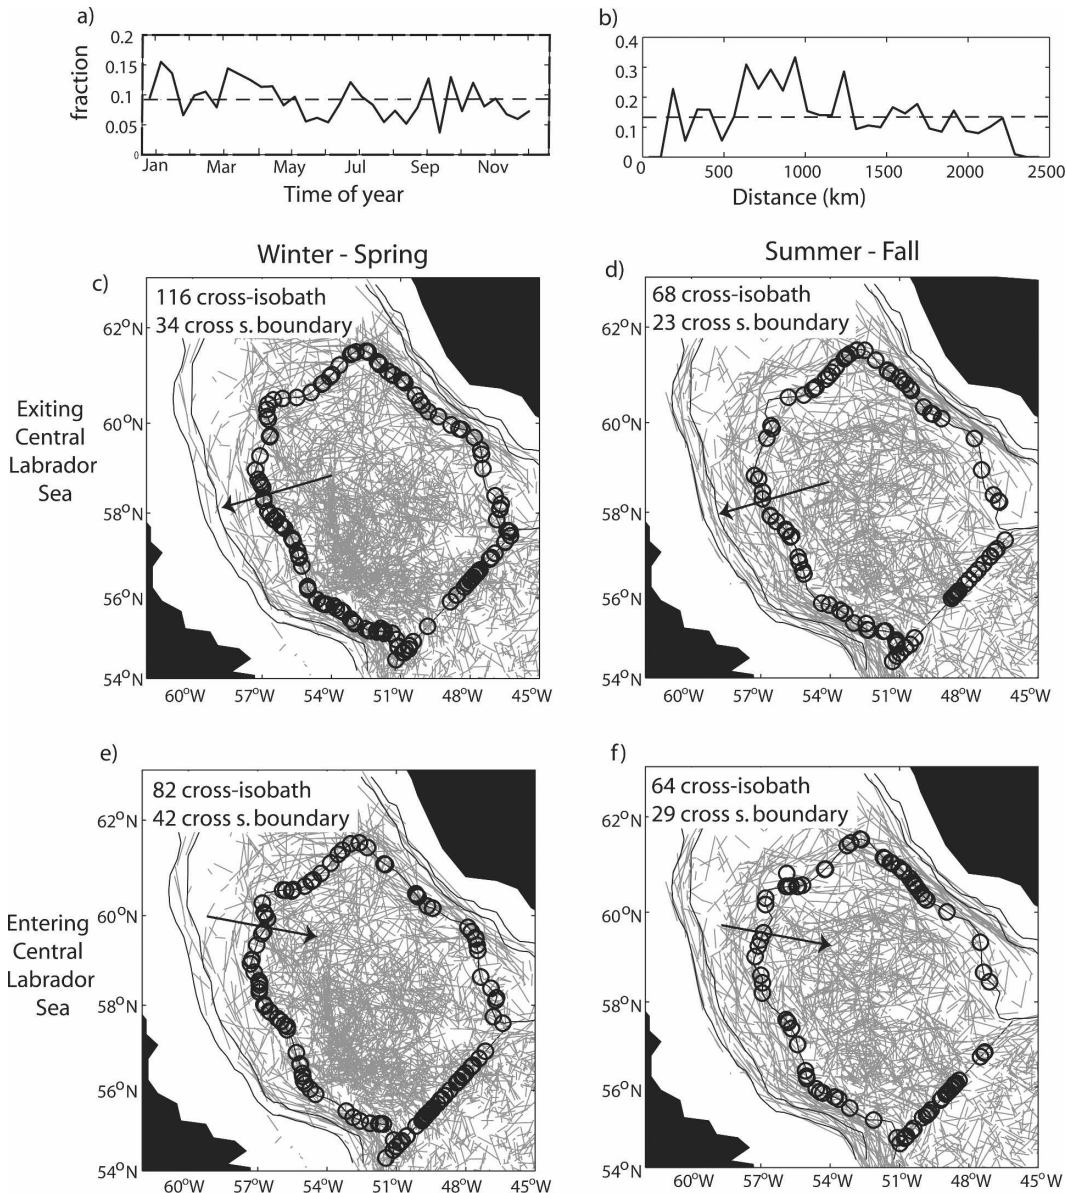 a)
0.2
0.15
0.1
0.05
0
fraction
Jan Mar May Jul Sep Nov
Time of year
b)
0.4
0.3
0.2
0.1
0
0 500 1000 1500 2000 2500
Distance (km)
Winter - Spring
Summer - Fall
Exiting
Central
Labrador
Sea
c)
116 cross-isobath
34 cross s. boundary
62°N
60°N
58°N
56°N
54°N
60°W 57°W 54°W 51°W 48°W 45°W
d)
68 cross-isobath
23 cross s. boundary
62°N
60°N
58°N
56°N
54°N
60°W 57°W 54°W 51°W 48°W 45°W
Entering
Central
Labrador
Sea
e)
82 cross-isobath
42 cross s. boundary
62°N
60°N
58°N
56°N
54°N
60°W 57°W 54°W 51°W 48°W 45°W
f)
64 cross-isobath
29 cross s. boundary
62°N
60°N
58°N
56°N
54°N
60°W 57°W 54°W 51°W 48°W 45°W